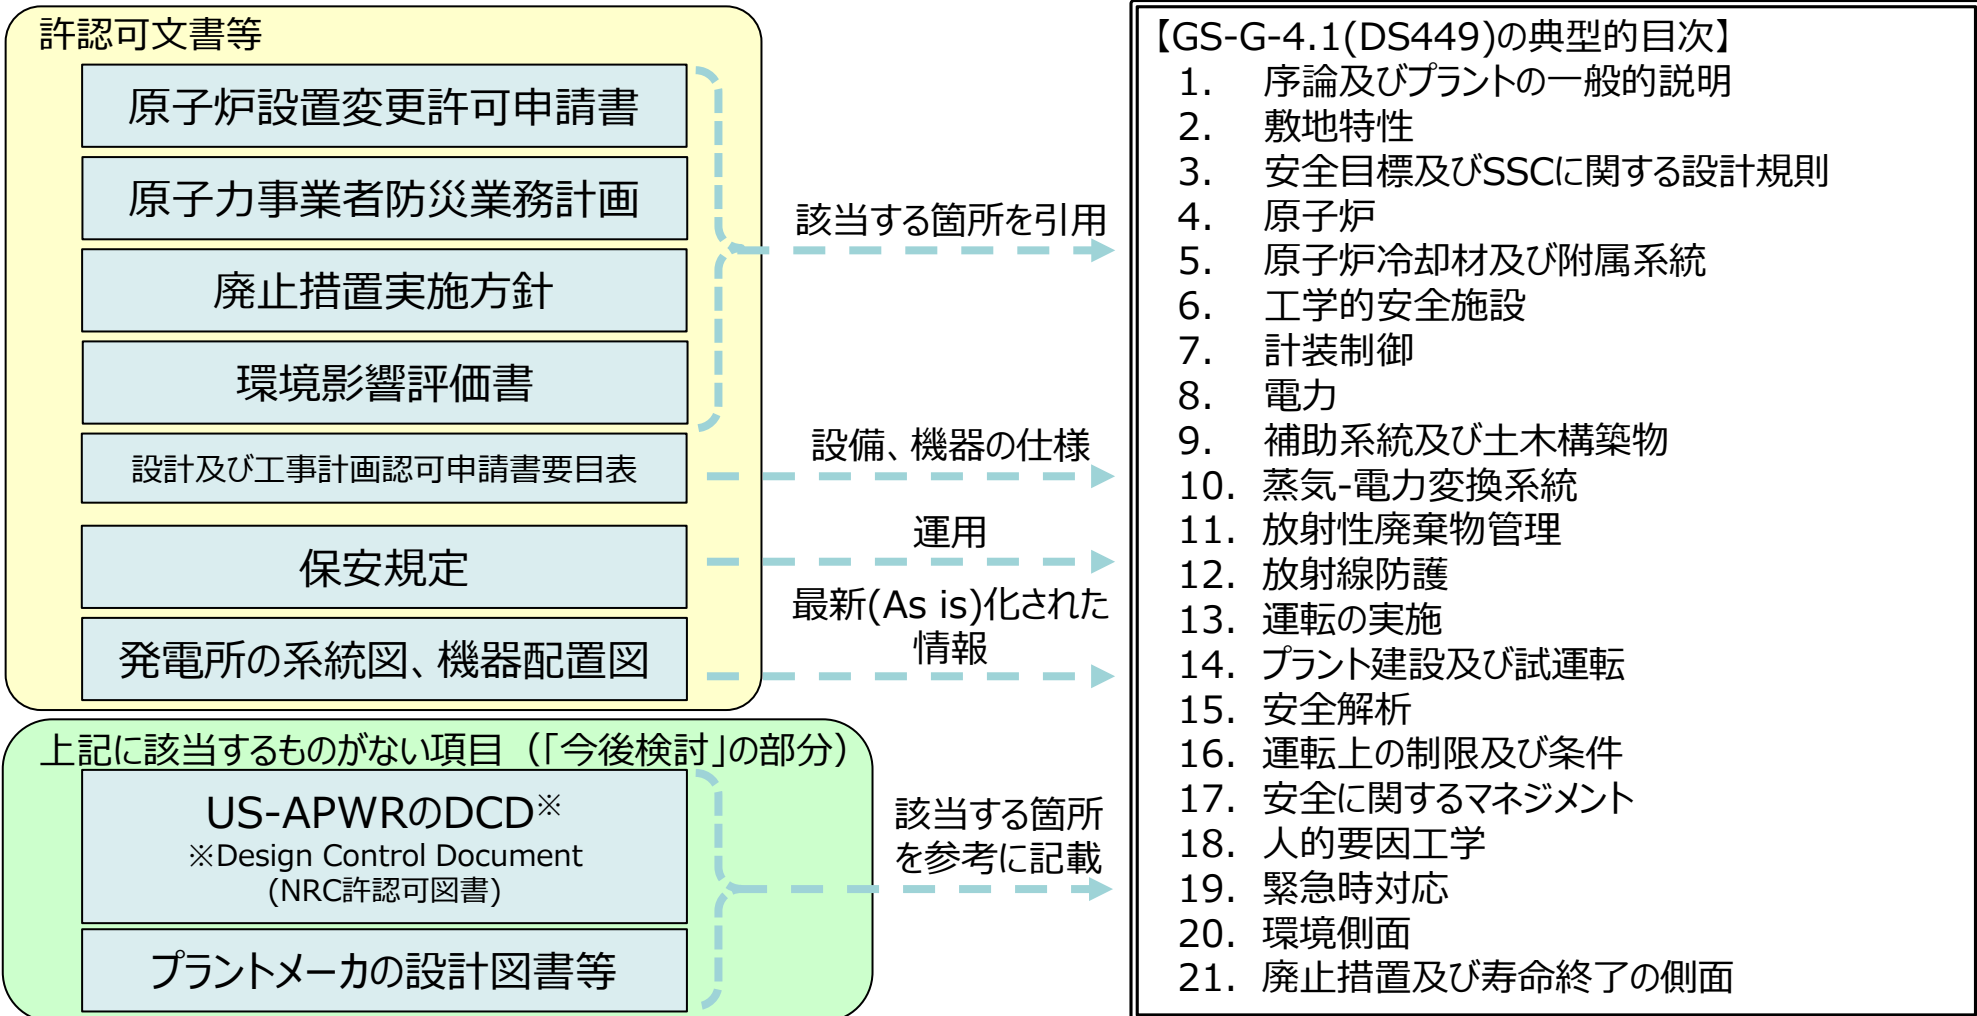 許認可文書等
原子炉設置変更許可申請書
原子力事業者防災業務計画
廃止措置実施方針
環境影響評価書
設計及び工事計画認可申請書要目表
保安規定
発電所の系統図、機器配置図
該当する箇所を引用
設備、機器の仕様
運用
最新(As is)化された
情報
上記に該当するものがない項目（「今後検討」の部分）
US-APWRのDCD※
※Design Control Document
(NRC許認可図書)
プラントメーカの設計図書等
該当する箇所
を参考に記載
【GS-G-4.1(DS449)の典型的目次】
1. 序論及びプラントの一般的説明
2. 敷地特性
3. 安全目標及びSSCに関する設計規則
4. 原子炉
5. 原子炉冷却材及び附属系統
6. 工学的安全施設
7. 計装制御
8. 電力
9. 補助系統及び土木構築物
10. 蒸気-電力変換系統
11. 放射性廃棄物管理
12. 放射線防護
13. 運転の実施
14. プラント建設及び試運転
15. 安全解析
16. 運転上の制限及び条件
17. 安全に関するマネジメント
18. 人的要因工学
19. 緊急時対応
20. 環境側面
21. 廃止措置及び寿命終了の側面